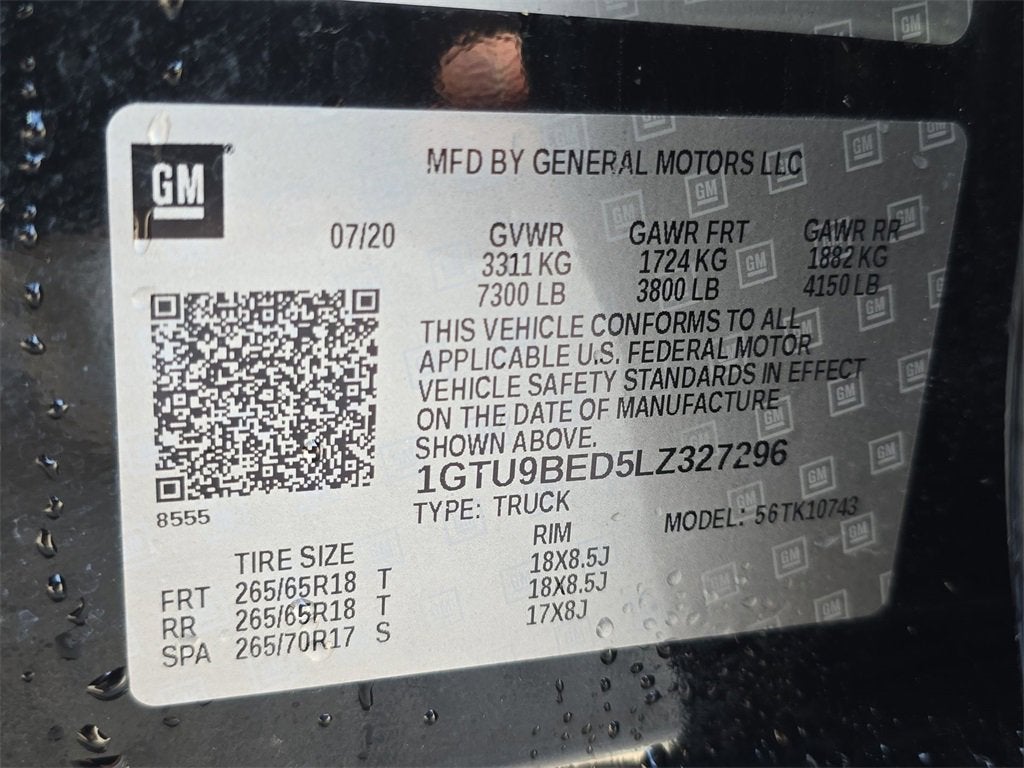 GM
MFD BY GENERAL MOTORS LLC
07/20 GVWR GAWR FRT GAWR RR
3311 KG 1724 KG 1882 KG
7300 LB 3800 LB 4150 LB
THIS VEHICLE CONFORMS TO ALL
APPLICABLE U.S. FEDERAL MOTOR
VEHICLE SAFETY STANDARDS IN EFFECT
ON THE DATE OF MANUFACTURE
SHOWN ABOVE.
1GTU9BED5LZ327296
8555
TYPE: TRUCK MODEL: 56TK10743
TIRE SIZE RIM
FRT 265/65R18 T 18X8.5J
RR 265/65R18 T 18X8.5J
SPA 265/70R17 S 17X8J